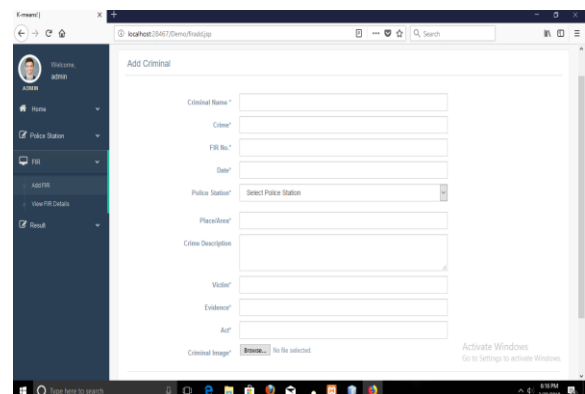 K-means! |
localhost:28467/Demo/firadd.jsp
Search
Welcome,
admin
ADMIN
Home
Police Station
FIR
Add FIR
View FIR Details
Result
Add Criminal
Criminal Name *
Crime*
FIR No.*
Date*
Police Station*
Select Police Station
Place/Area*
Crime Description
Victim*
Evidence*
Act*
Criminal Image*
Browse... No file selected.
Activate Windows
Go to Settings to activate Windows.
Type here to search
8:16 PM